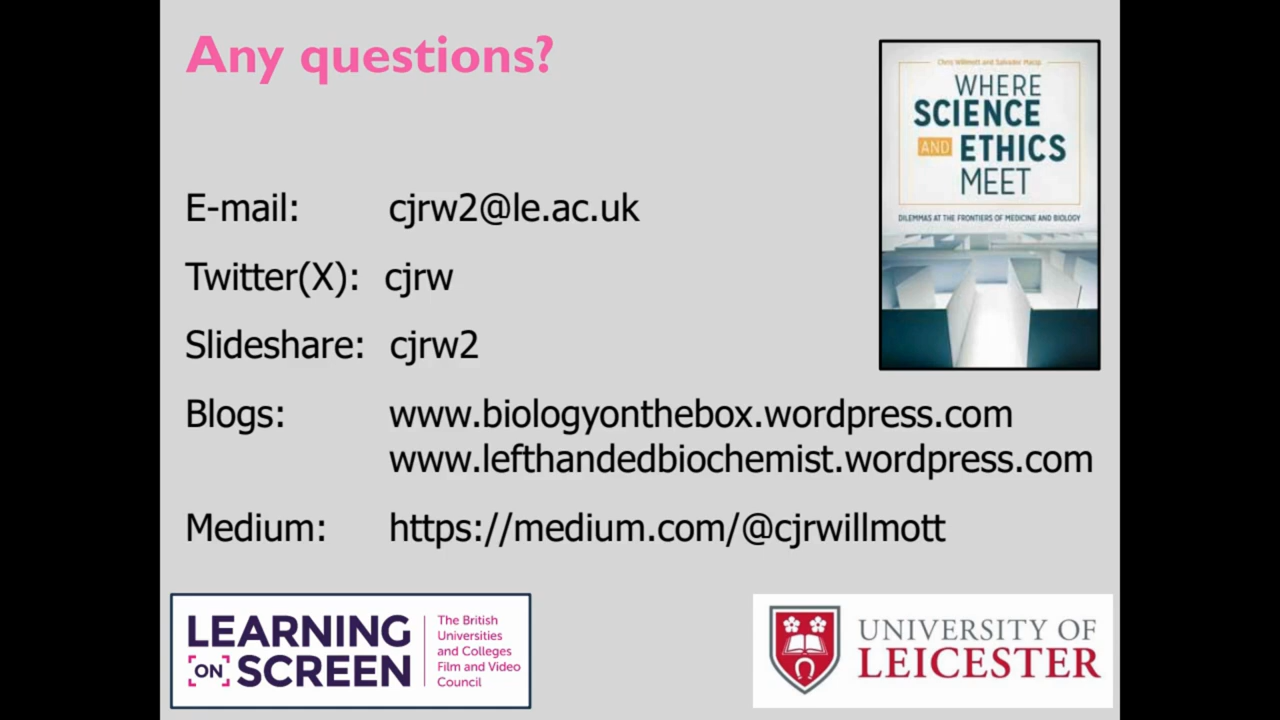 Any questions?
Chris Willmott and Salvador Macip
WHERE
SCIENCE
AND ETHICS
MEET
DILEMMAS AT THE FRONTIERS OF MEDICINE AND BIOLOGY
E-mail: cjrw2@le.ac.uk
Twitter(X): cjrw
Slideshare: cjrw2
Blogs: www.biologyonthebox.wordpress.com
www.lefthandedbiochemist.wordpress.com
Medium: https://medium.com/@cjrwillmott
LEARNING
[ON] SCREEN
The British
Universities
and Colleges
Film and Video
Council
UNIVERSITY OF
LEICESTER